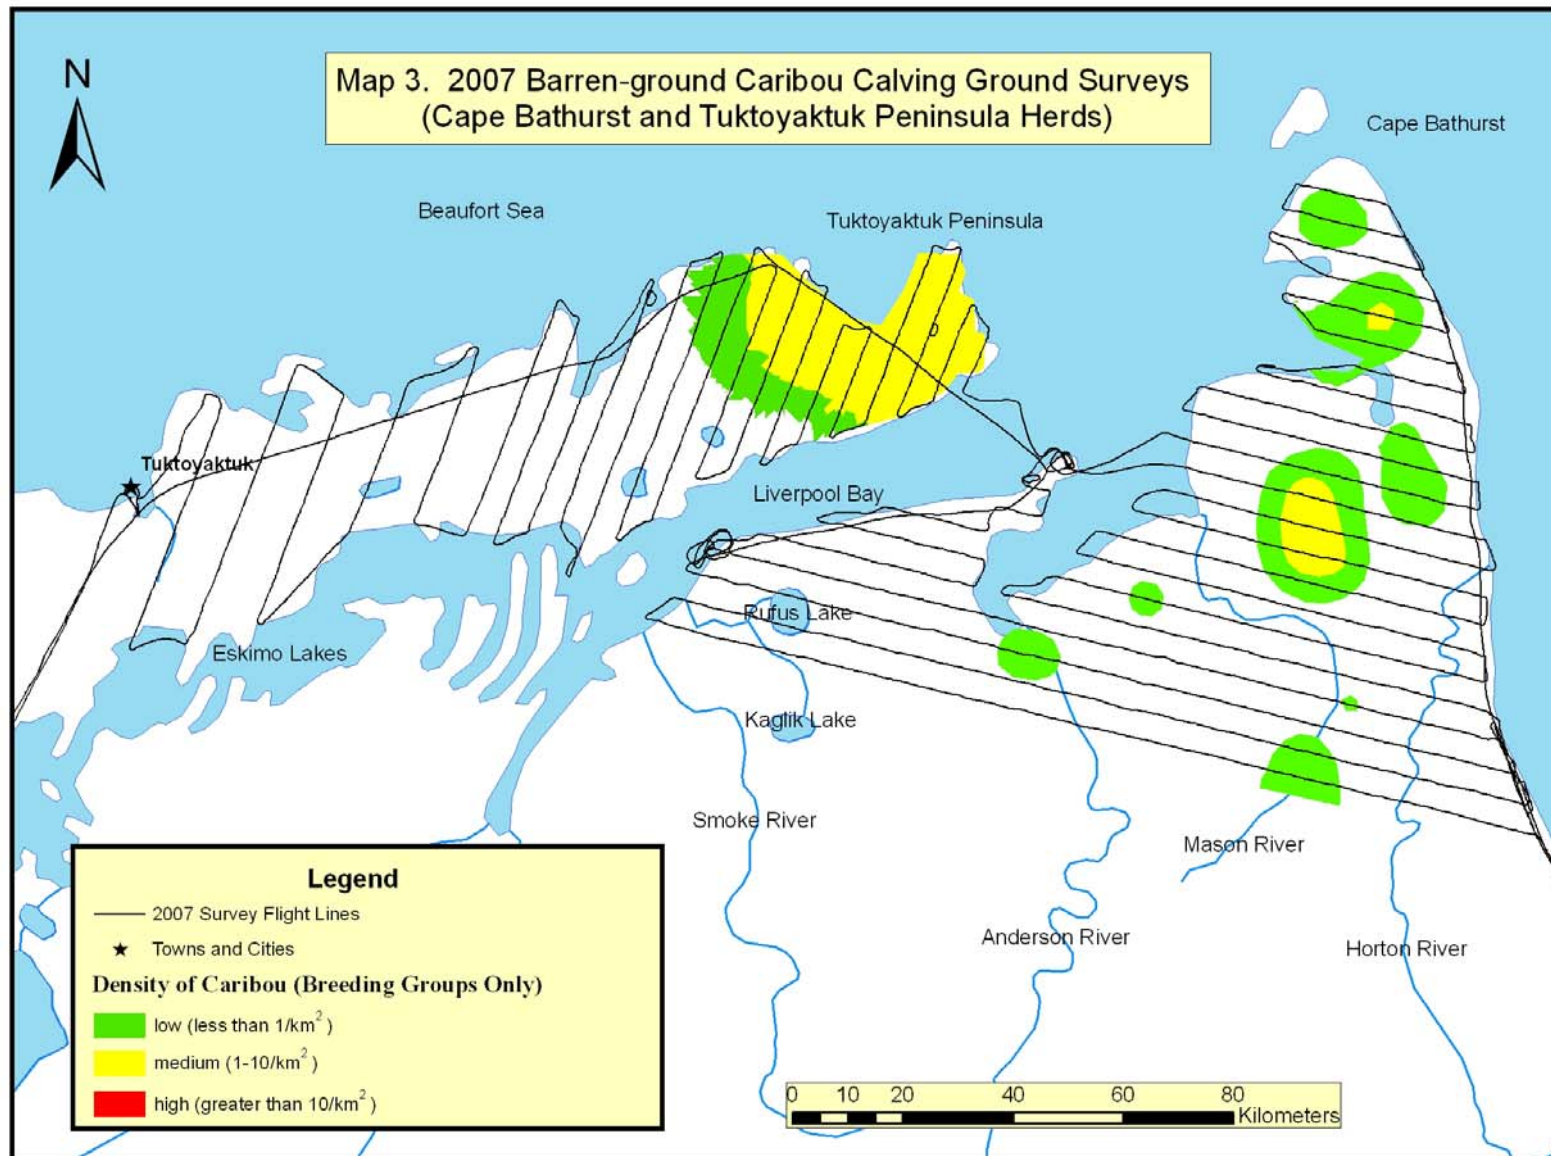 N
Map 3. 2007 Barren-ground Caribou Calving Ground Surveys
(Cape Bathurst and Tuktoyaktuk Peninsula Herds)
Cape Bathurst
Beaufort Sea
Tuktoyaktuk Peninsula
Tuktoyaktuk
Liverpool Bay
Rufus Lake
Eskimo Lakes
Kaglik Lake
Smoke River
Mason River
Anderson River
Horton River
Legend
2007 Survey Flight Lines
Towns and Cities
Density of Caribou (Breeding Groups Only)
low (less than 1/km²)
medium (1-10/km²)
high (greater than 10/km²)
0 10 20 40 60 80
Kilometers